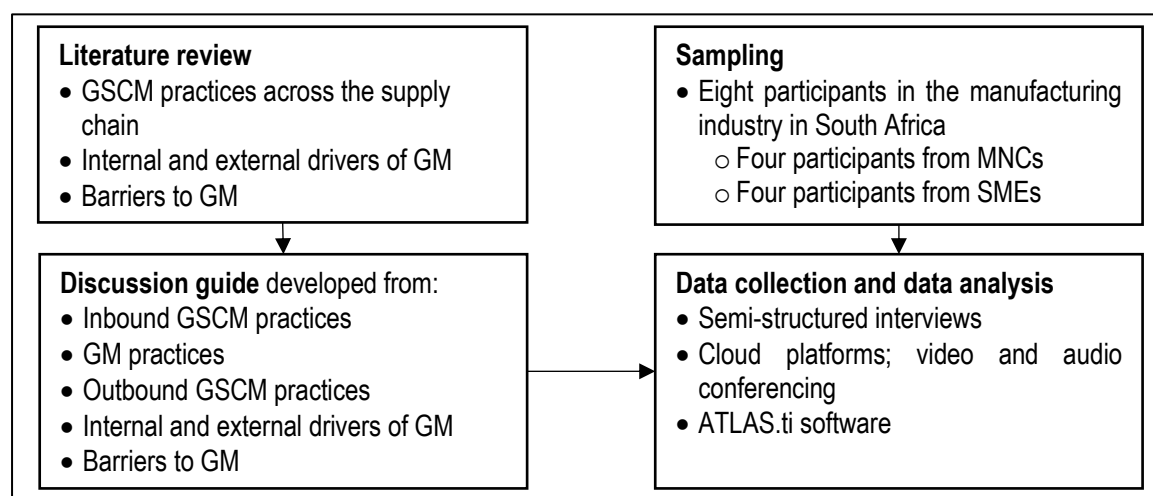 Literature review
• GSCM practices across the supply
chain
• Internal and external drivers of GM
• Barriers to GM
Sampling
• Eight participants in the manufacturing
industry in South Africa
o Four participants from MNCs
o Four participants from SMEs
Discussion guide developed from:
• Inbound GSCM practices
• GM practices
• Outbound GSCM practices
• Internal and external drivers of GM
• Barriers to GM
Data collection and data analysis
• Semi-structured interviews
• Cloud platforms; video and audio
conferencing
• ATLAS.ti software